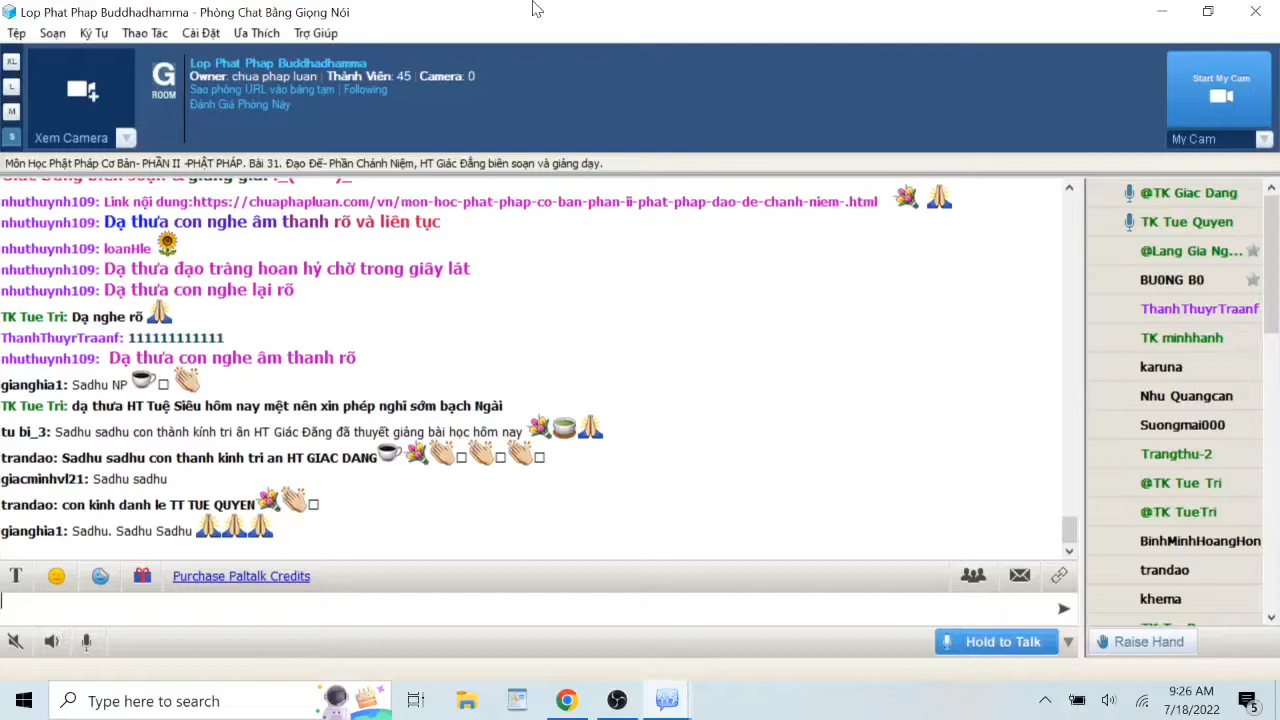 Lop Phat Phap Buddhadhamma - Phòng Chat Bằng Giọng Nói
Tệp Soạn Ký Tự Thao Tác Cài Đặt Ưa Thích Trợ Giúp
XL
L
M
S
Xem Camera
G
ROOM
Lop Phat Phap Buddhadhamma
Owner: chua phap luan | Thành Viên: 45 | Camera: 0
Sao phỏng URL vào bảng tạm | Following
Đánh Giá Phòng Này
Start My Cam
My Cam
Môn Học Phật Pháp Cơ Bản- PHẦN II -PHẬT PHÁP. Bài 31. Đạo Đế- Phần Chánh Niệm, HT Giác Đẳng biên soạn và giảng dạy.
nhuthuynh109: Link nội dung:https://chuaphapluan.com/vn/mon-hoc-phat-phap-co-ban-phan-ii-phat-phap-dao-de-chanh-niem-.html
nhuthuynh109: Dạ thưa con nghe âm thanh rõ và liên tục
nhuthuynh109: loanHle
nhuthuynh109: Dạ thưa đạo tràng hoan hỷ chờ trong giây lát
nhuthuynh109: Dạ thưa con nghe lại rõ
TK Tue Tri: Dạ nghe rõ
ThanhThuyrTraanf: 111111111111
nhuthuynh109: Dạ thưa con nghe âm thanh rõ
gianghia1: Sadhu NP
TK Tue Tri: dạ thưa HT Tuệ Siêu hôm nay mệt nên xin phép nghỉ sớm bạch Ngài
tu bi_3: Sadhu sadhu con thành kính tri ân HT Giác Đăng đã thuyết giảng bài học hôm nay
trandao: Sadhu sadhu con thanh kinh tri an HT GIAC DANG
giacminhvl21: Sadhu sadhu
trandao: con kinh danh le TT TUE QUYEN
gianghia1: Sadhu. Sadhu Sadhu
@TK Giac Dang
TK Tue Quyen
@Lang Gia Ng...
BU0NG B0
ThanhThuyrTraanf
TK minhhanh
karuna
Nhu Quangcan
Suongmai000
Trangthu-2
@TK Tue Tri
@TK TueTri
BinhMinhHoangHon
trandao
khema
T Purchase Paltalk Credits
Hold to Talk
Raise Hand
Type here to search
9:26 AM
7/18/2022
5